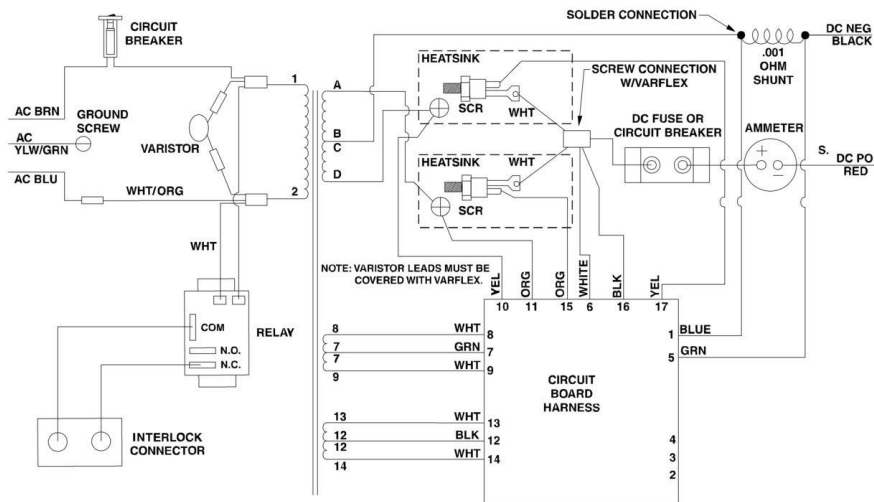 SOLDER CONNECTION
CIRCUIT
BREAKER
DC NEG
BLACK
.001
OHM
SHUNT
HEATSINK
SCREW CONNECTION
W/VARFLEX
1
A
AC BRN
GROUND
SCREW
SCR
WHT
DC FUSE OR
CIRCUIT BREAKER
AMMETER
AC
YLW/GRN
VARISTOR
B
C
HEATSINK
WHT
+
S.
DC PO
RED
AC BLU
D
–
WHT/ORG
2
SCR
WHT
NOTE: VARISTOR LEADS MUST BE
COVERED WITH VARFLEX.
YEL
ORG
ORG
WHITE
BLK
YEL
10
11
15
6
16
17
COM
RELAY
8
WHT
8
1
BLUE
7
GRN
7
5
GRN
N.O.
7
N.C.
WHT
9
9
CIRCUIT
BOARD
HARNESS
13
WHT
13
12
BLK
12
4
INTERLOCK
CONNECTOR
12
WHT
14
3
14
2